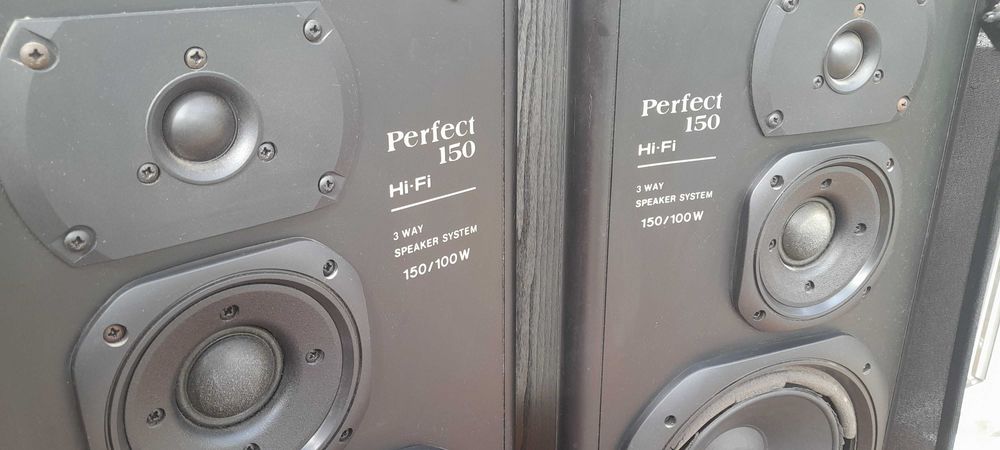 Perfect
150
Hi-Fi
3 WAY
SPEAKER SYSTEM
150/100W
Perfect
150
Hi-Fi
3 WAY
SPEAKER SYSTEM
150/100W